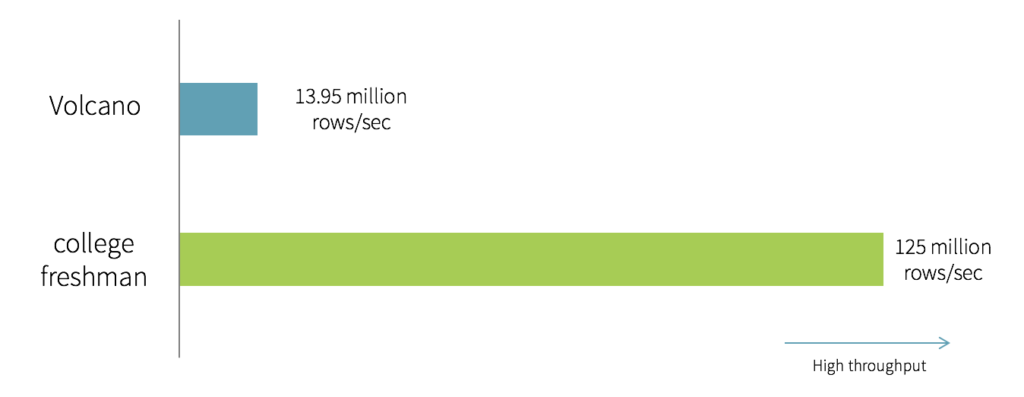 Volcano
13.95 million
rows/sec
college
freshman
125 million
rows/sec
High throughput